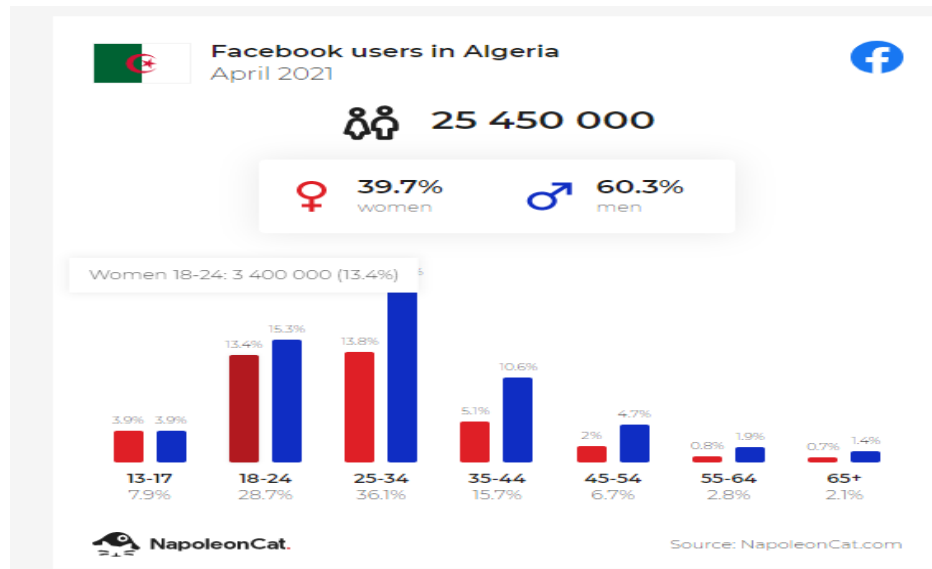 Facebook users in Algeria
April 2021
25 450 000
39.7% 60.3%
women men
Women 18-24: 3 400 000 (13.4%)
15.3%
13.4% 13.8%
10.6%
3.9% 3.9% 5.1% 4.7%
2% 0.8% 1.9% 0.7% 1.4%
13-17 18-24 25-34 35-44 45-54 55-64 65+
7.9% 28.7% 36.1% 15.7% 6.7% 2.8% 2.1%
NapoleonCat. Source: NapoleonCat.com